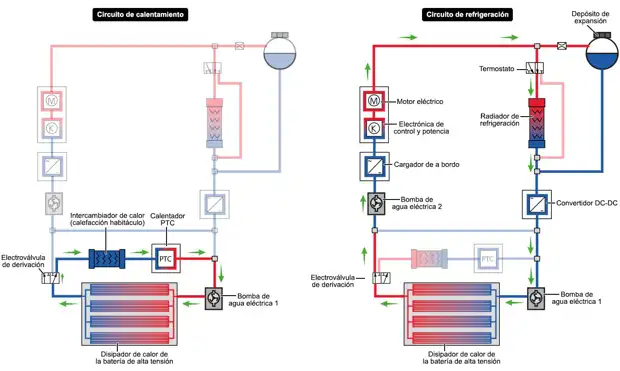 Circuito de calentamiento
Intercambiador de calor
(calefacción habitáculo)
Calentador
PTC
M
K
Electroválvula
de derivación
PTC
Bomba de
agua eléctrica 1
Disipador de calor de
la batería de alta tensión
Circuito de refrigeración
Depósito de
expansión
Termostato
M
Motor eléctrico
Radiador de
refrigeración
K
Electrónica de
control y potencia
Cargador de a bordo
Bomba de
agua eléctrica 2
Convertidor DC-DC
PTC
Electroválvula
de derivación
Bomba de
agua eléctrica 1
Disipador de calor de
la batería de alta tensión